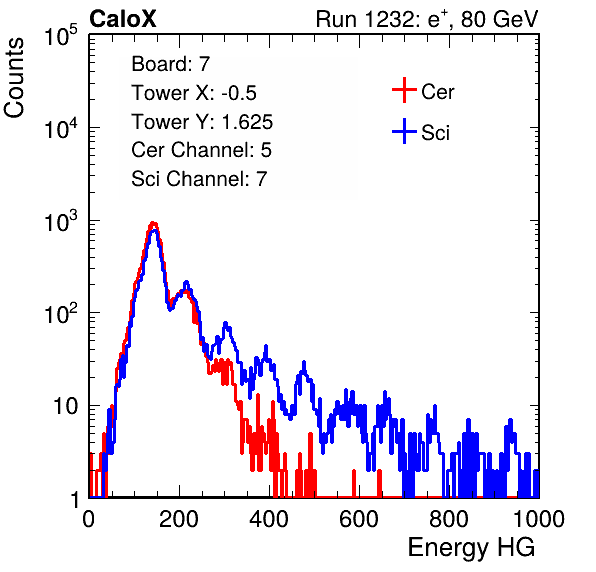 CaloX Run 1232: e⁺, 80 GeV
Counts
Board: 7
Tower X: -0.5
Tower Y: 1.625
Cer Channel: 5
Sci Channel: 7
Cer
Sci
10⁵
10⁴
10³
10²
10
1
0 200 400 600 800 1000
Energy HG